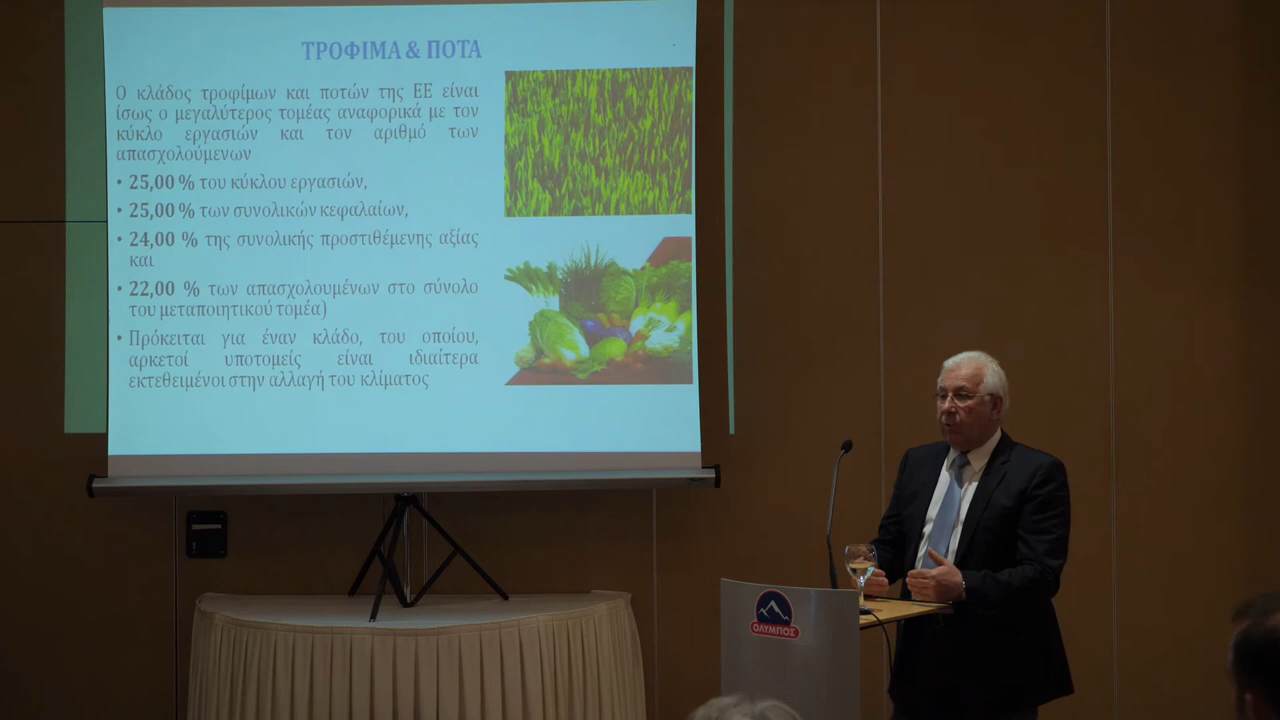 ΤΡΟΦΙΜΑ & ΠΟΤΑ
Ο κλάδος τροφίμων και ποτών της ΕΕ είναι
ίσως ο μεγαλύτερος τομέας αναφορικά με τον
κύκλο εργασιών και τον αριθμό των
απασχολούμενων
• 25,00 % του κύκλου εργασιών,
• 25,00 % των συνολικών κεφαλαίων,
• 24,00 % της συνολικής προστιθέμενης αξίας
και
• 22,00 % των απασχολουμένων στο σύνολο
του μεταποιητικού τομέα)
• Πρόκειται για έναν κλάδο, του οποίου,
αρκετοί υποτομείς είναι ιδιαίτερα
εκτεθειμένοι στην αλλαγή του κλίματος
ΟΛΥΜΠΟΣ